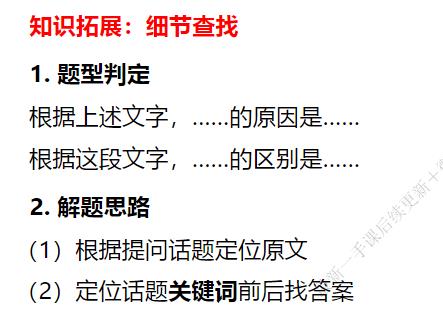 知识拓展：细节查找
1. 题型判定
根据上述文字，……的原因是……
根据这段文字，……的区别是……
2. 解题思路
（1）根据提问话题定位原文
（2）定位话题关键词前后找答案
新一手课后续更新＋微